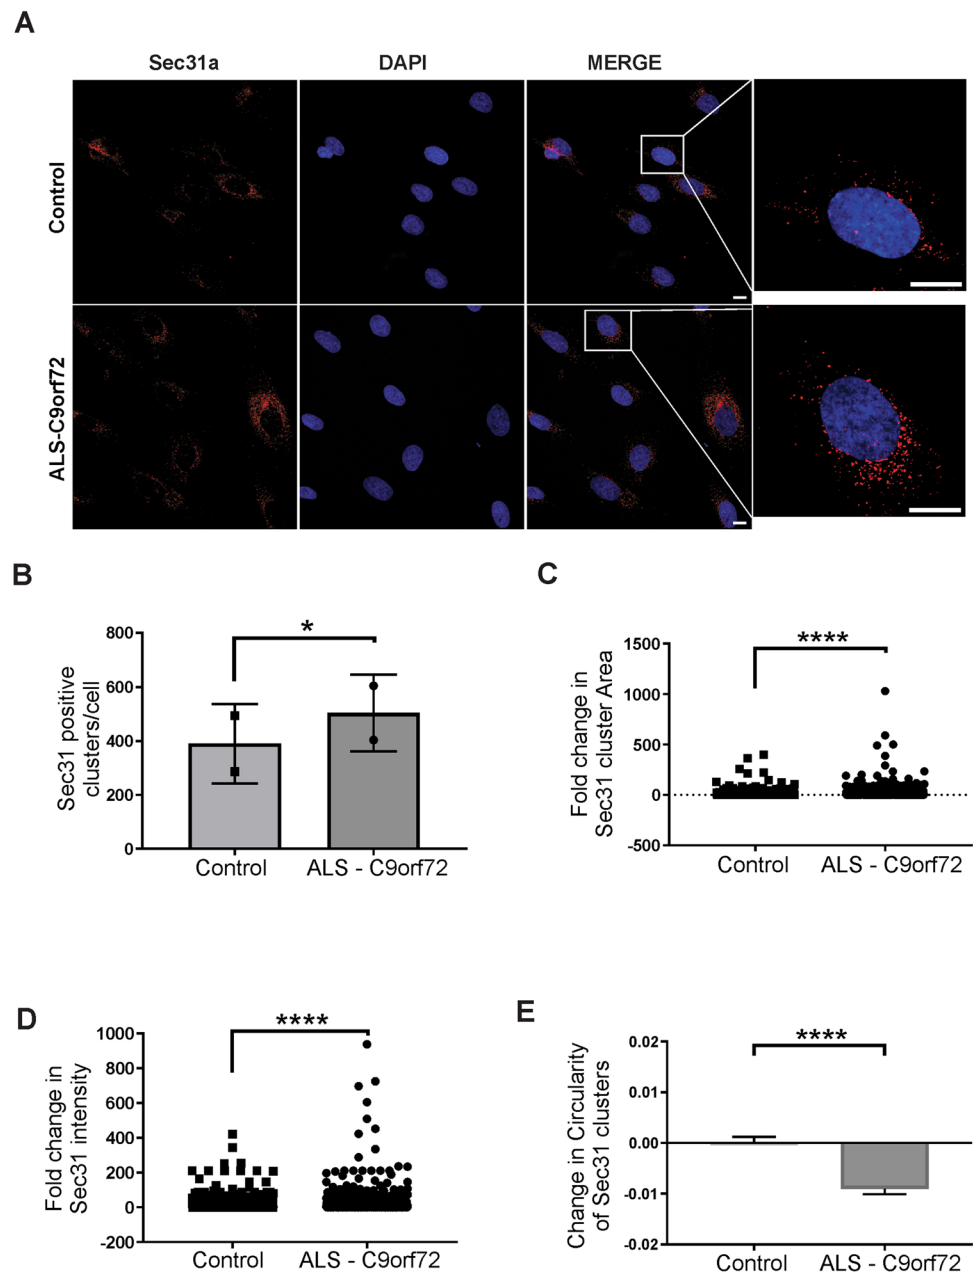 A
Sec31a
DAPI
MERGE
Control
ALS-C9orf72
B
Sec31 positive
clusters/cell
800
600
400
200
0
*
Control
ALS - C9orf72
C
Fold change in
Sec31 cluster Area
1500
1000
500
0
-500
****
Control
ALS - C9orf72
D
Fold change in
Sec31 intensity
1000
800
600
400
200
0
-200
****
Control
ALS - C9orf72
E
Change in Circularity
of Sec31 clusters
0.02
0.01
0.00
-0.01
-0.02
****
Control
ALS - C9orf72